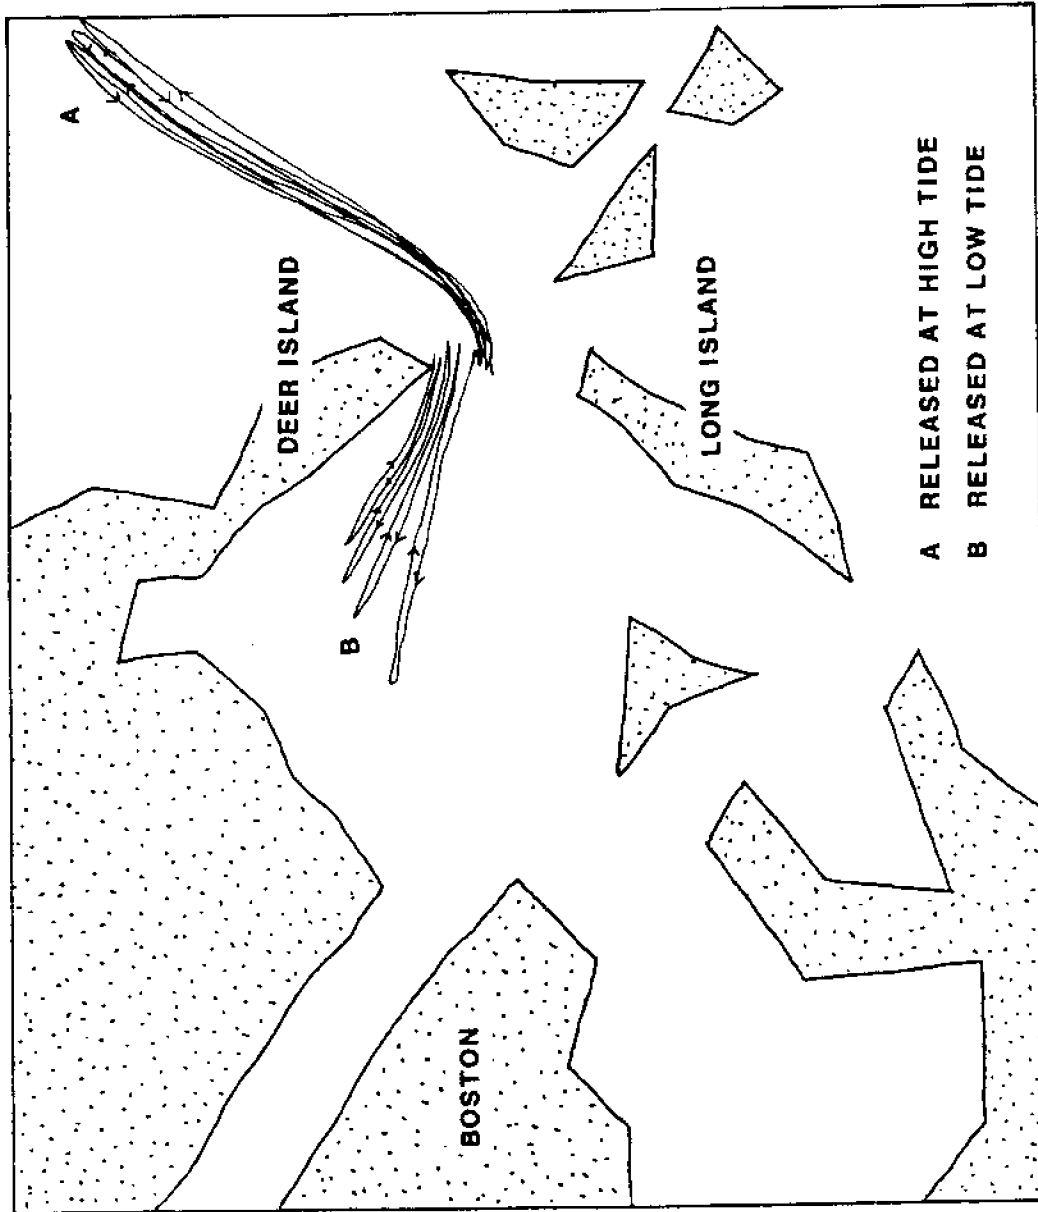 A
DEER ISLAND
B
LONG ISLAND
BOSTON
A RELEASED AT HIGH TIDE
B RELEASED AT LOW TIDE